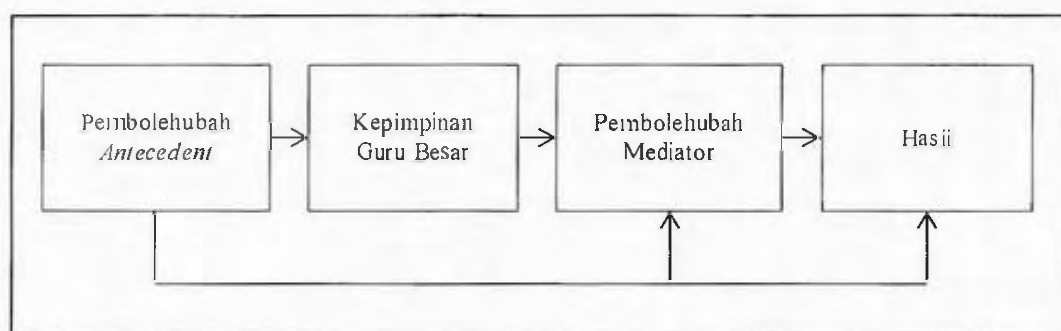 Pembolehubah
Antecedent
Kepimpinan
Guru Besar
Pembolehubah
Mediator
Hasil